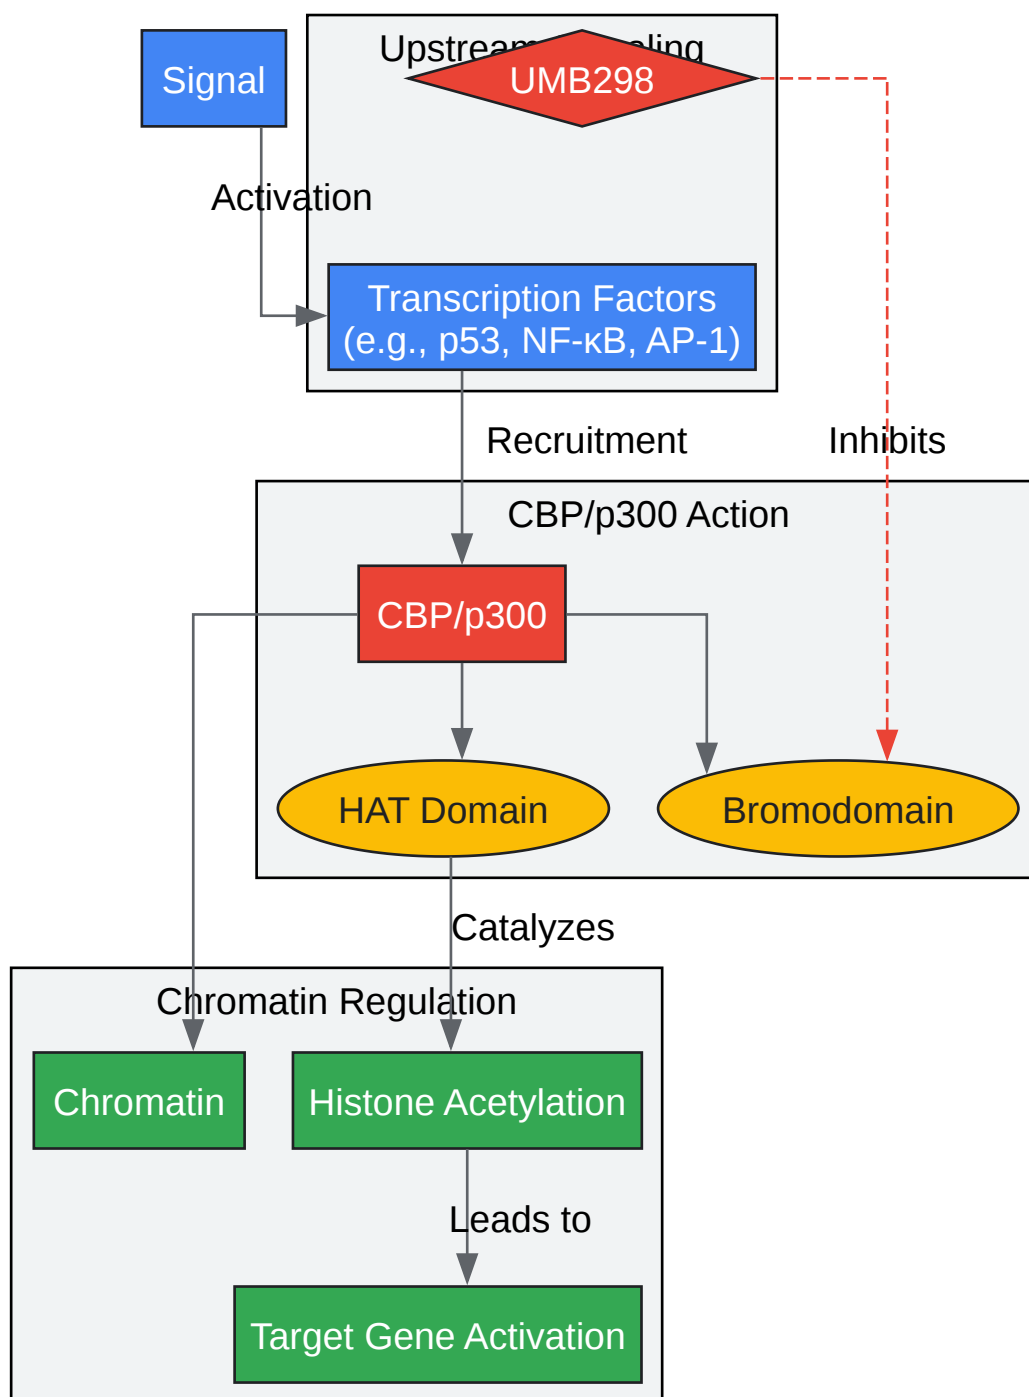 Signal
Upstream
UMB298
Activation
Transcription Factors
(e.g., p53, NF-κB, AP-1)
Recruitment
Inhibits
CBP/p300 Action
CBP/p300
HAT Domain
Bromodomain
Catalyzes
Chromatin Regulation
Chromatin
Histone Acetylation
Leads to
Target Gene Activation